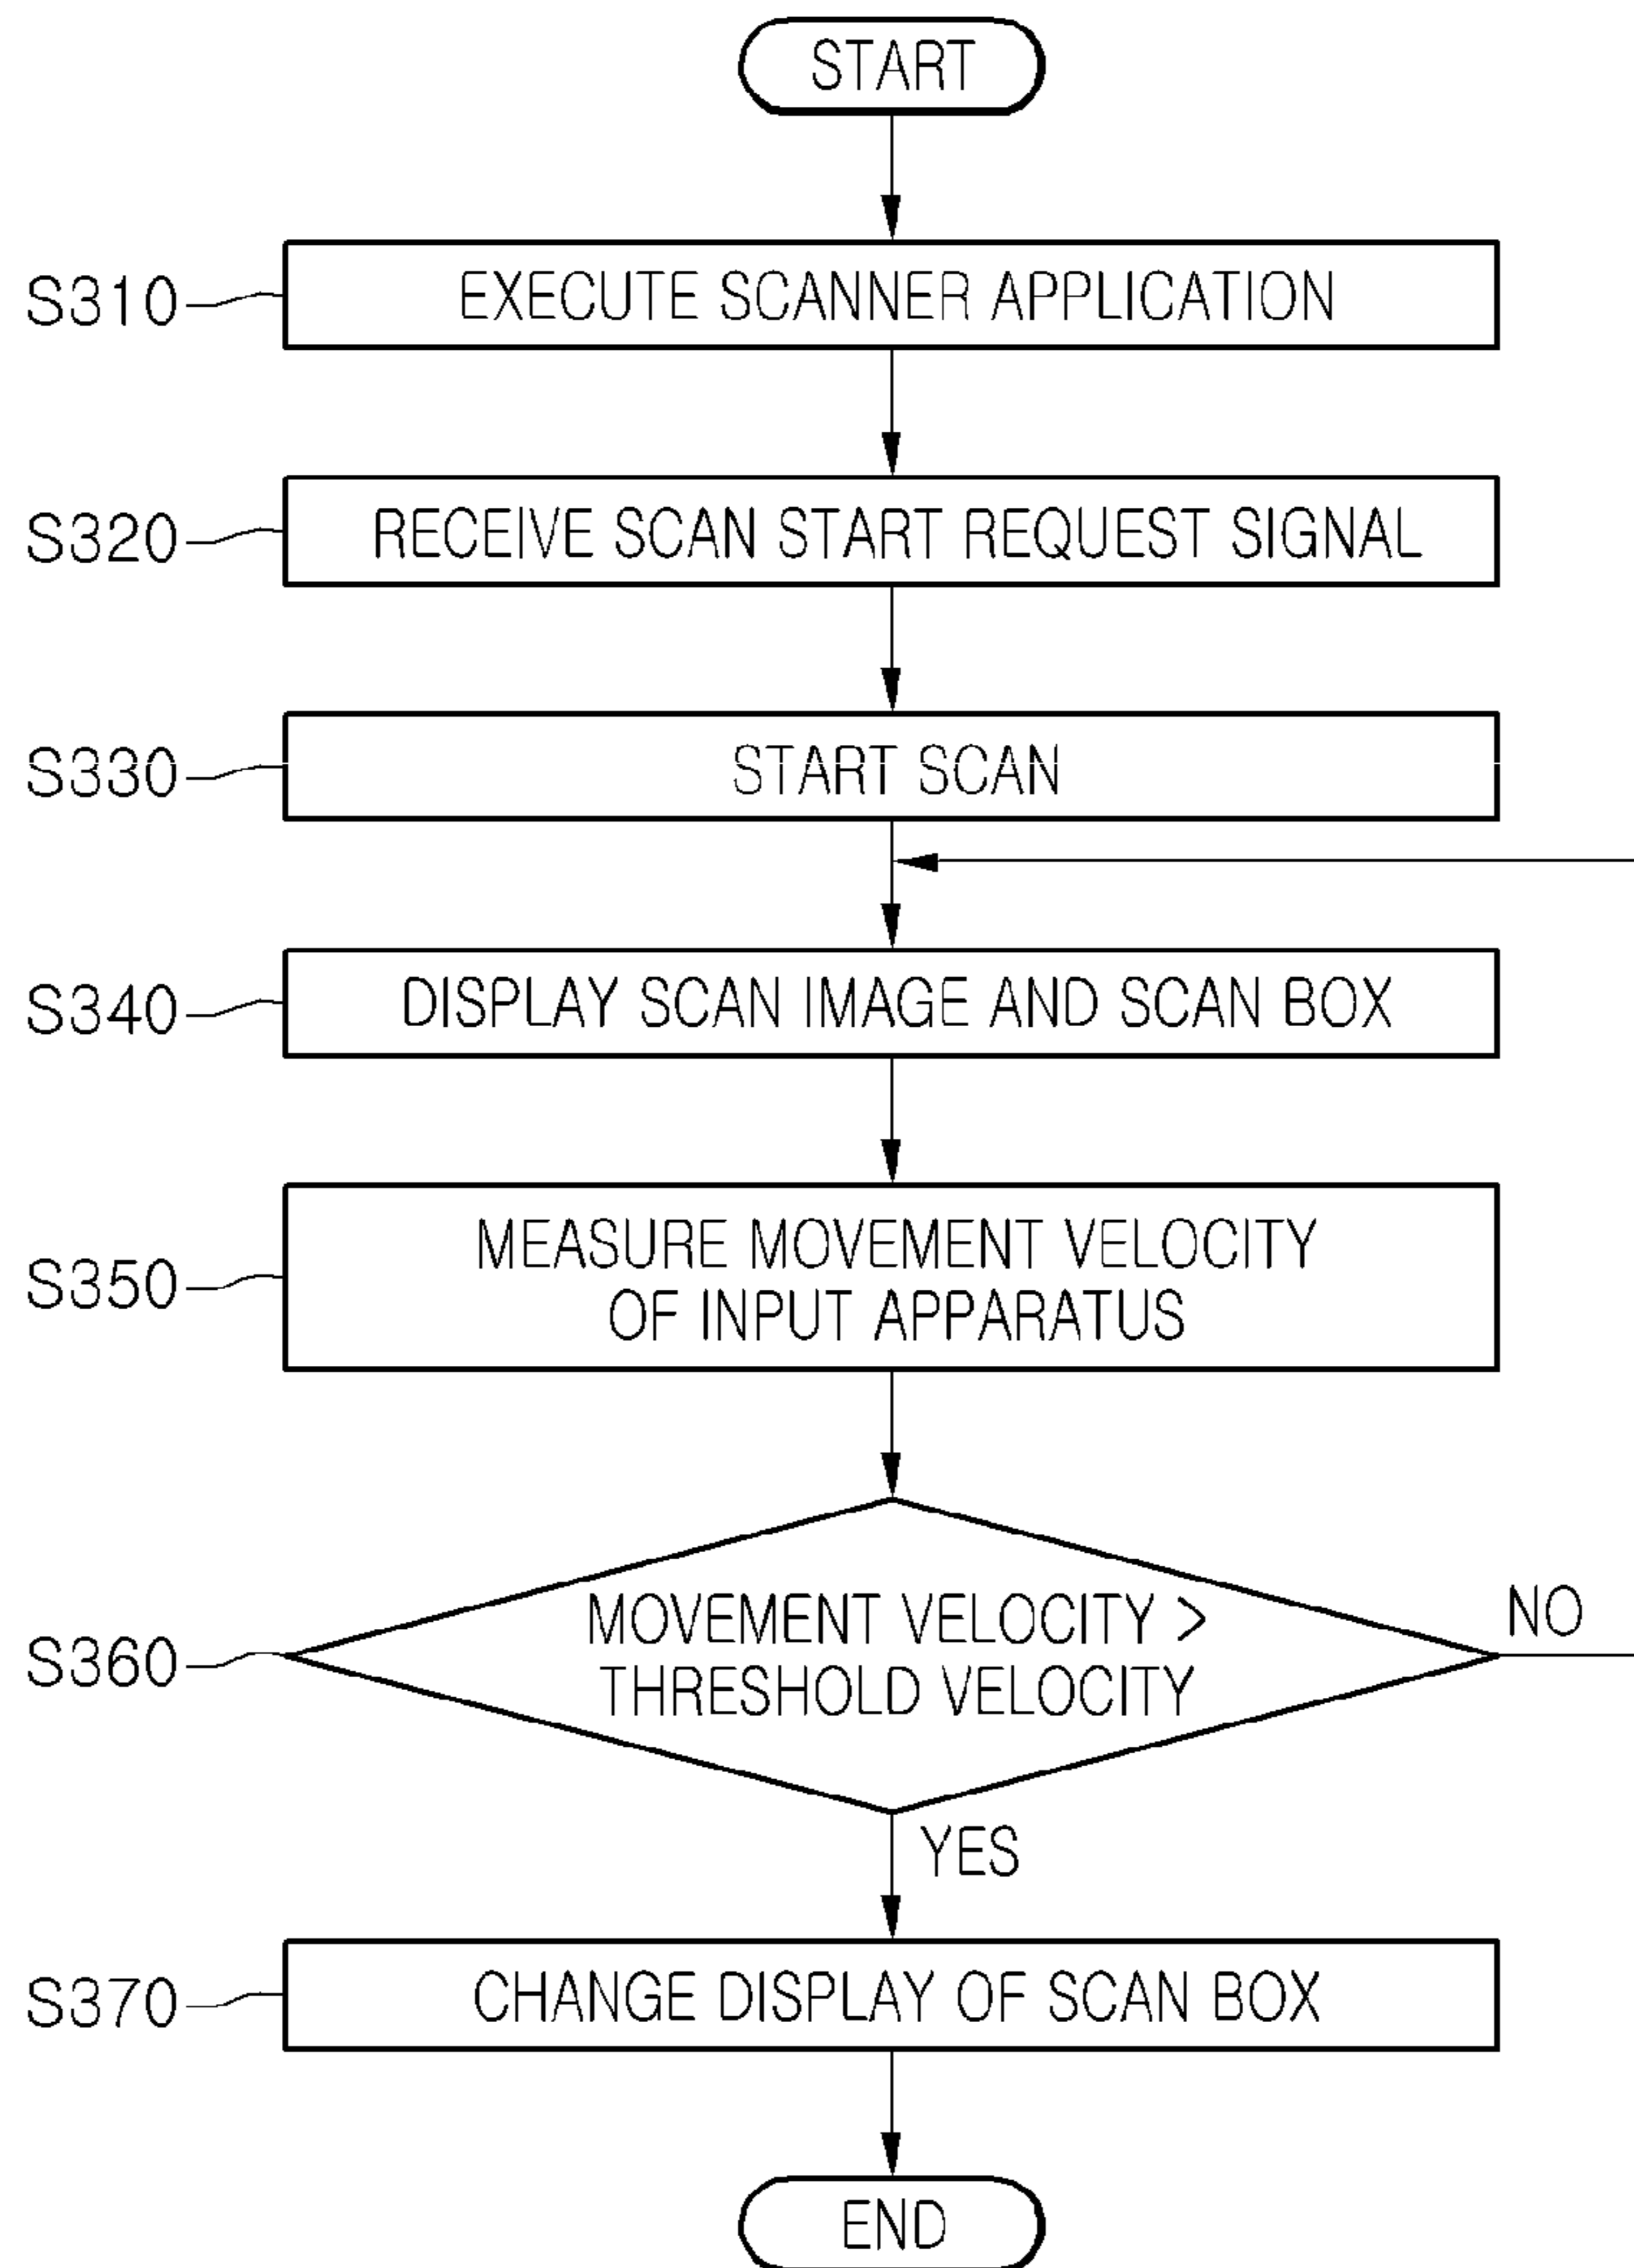 START
S310
EXECUTE SCANNER APPLICATION
S320
RECEIVE SCAN START REQUEST SIGNAL
S330
START SCAN
S340
DISPLAY SCAN IMAGE AND SCAN BOX
S350
MEASURE MOVEMENT VELOCITY
OF INPUT APPARATUS
S360
MOVEMENT VELOCITY >
THRESHOLD VELOCITY
NO
YES
S370
CHANGE DISPLAY OF SCAN BOX
END